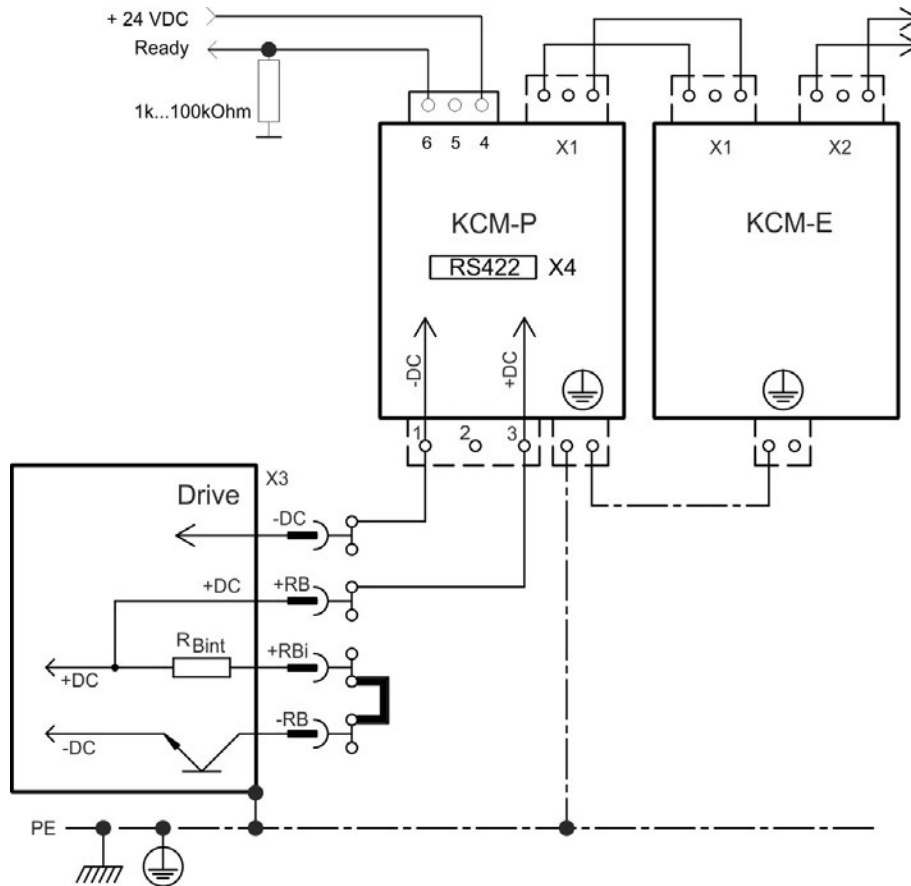 + 24 VDC
Ready
1k...100kOhm
6 5 4
X1
X1
X2
KCM-P
KCM-E
RS422 X4
-DC
+DC
1 2 3
Drive
X3
-DC
+DC
+RB
RBint
+RBi
+DC
-RB
-DC
PE